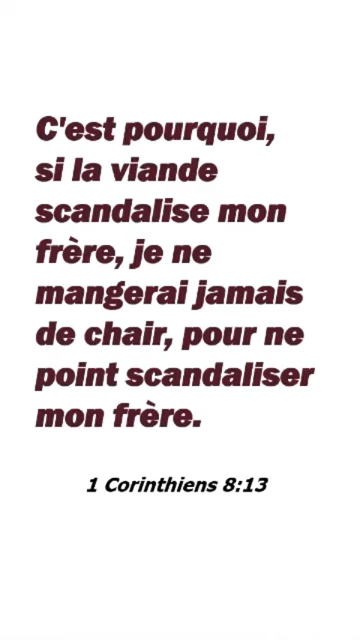 C'est pourquoi,
si la viande
scandalise mon
frère, je ne
mangerai jamais
de chair, pour ne
point scandaliser
mon frère.
1 Corinthiens 8:13